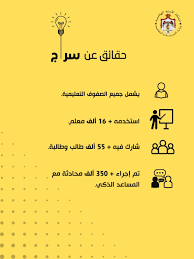 حقائق عن سراج
يشمل جميع الصفوف التعليمية.
استخدمه + 16 ألف معلم.
شارك فيه + 55 ألف طالب وطالبة.
تم إجراء + 350 ألف محادثة مع
المساعد الذكي.